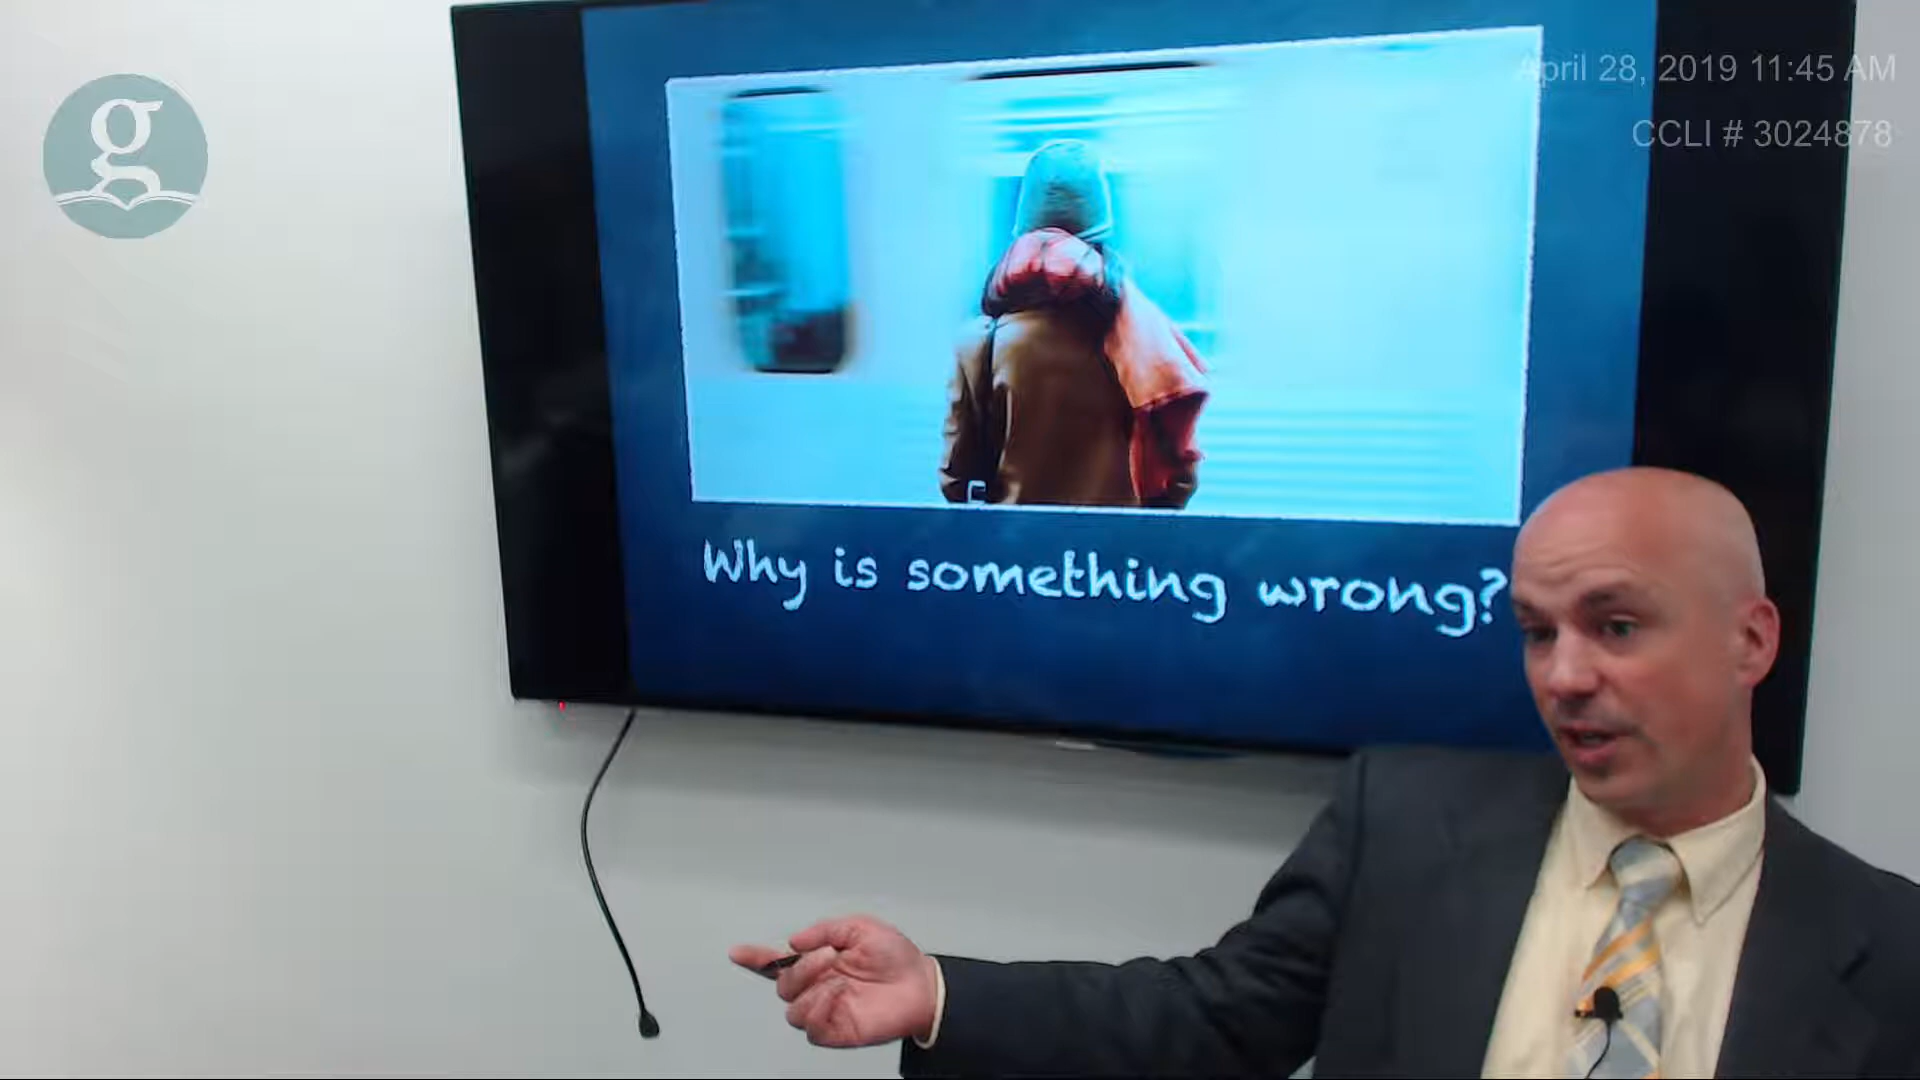 g
April 28, 2019 11:45 AM
CCLI # 3024878
Why is something wrong?